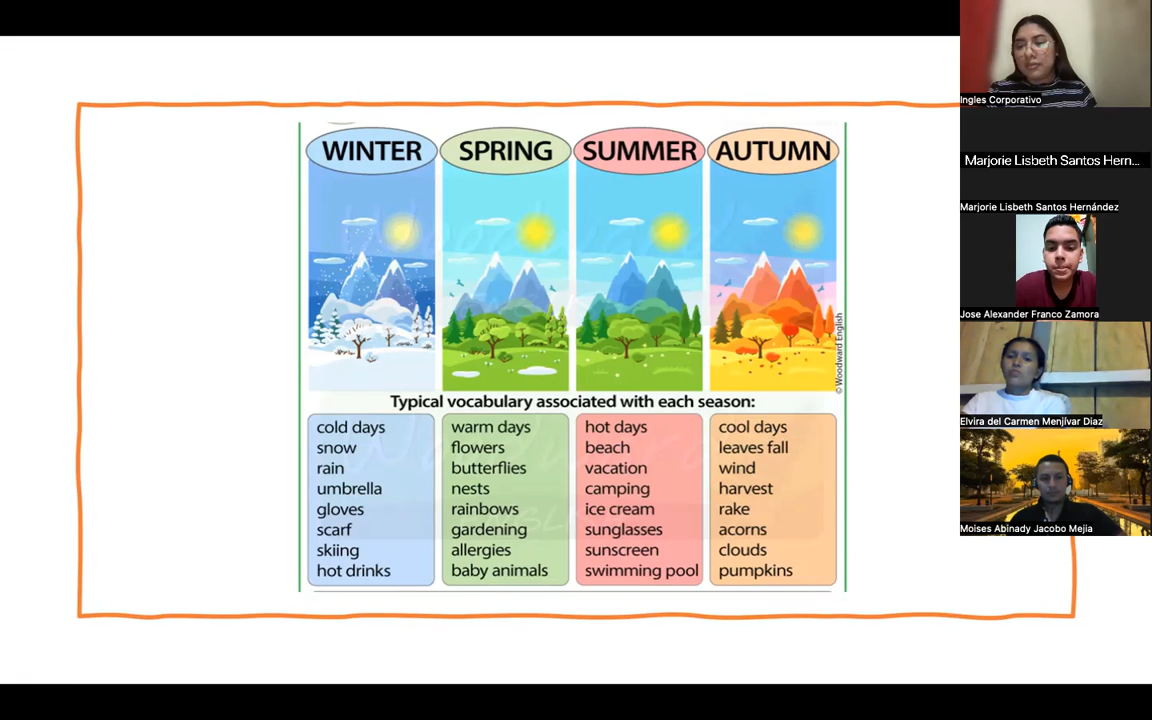 WINTER
SPRING
SUMMER
AUTUMN
©Woodward English
Typical vocabulary associated with each season:
cold days
snow
rain
umbrella
gloves
scarf
skiing
hot drinks
warm days
flowers
butterflies
nests
rainbows
gardening
allergies
baby animals
hot days
beach
vacation
camping
ice cream
sunglasses
sunscreen
swimming pool
cool days
leaves fall
wind
harvest
rake
acorns
clouds
pumpkins
Ingles Corporativo
Marjorie Lisbeth Santos Hern...
Marjorie Lisbeth Santos Hernández
Jose Alexander Franco Zamora
Elvira del Carmen Menjívar Diaz
Moises Abinady Jacobo Mejia